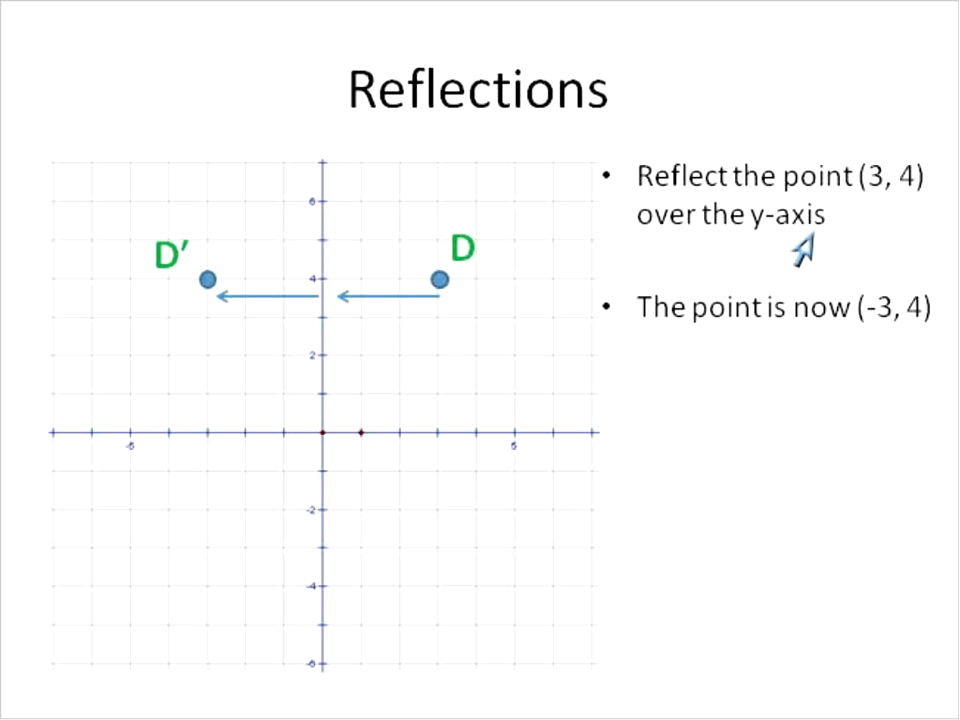 Reflections
• Reflect the point (3, 4)
over the y-axis
• The point is now (-3, 4)
D′
D
6
4
2
-5
5
-2
-4
-6